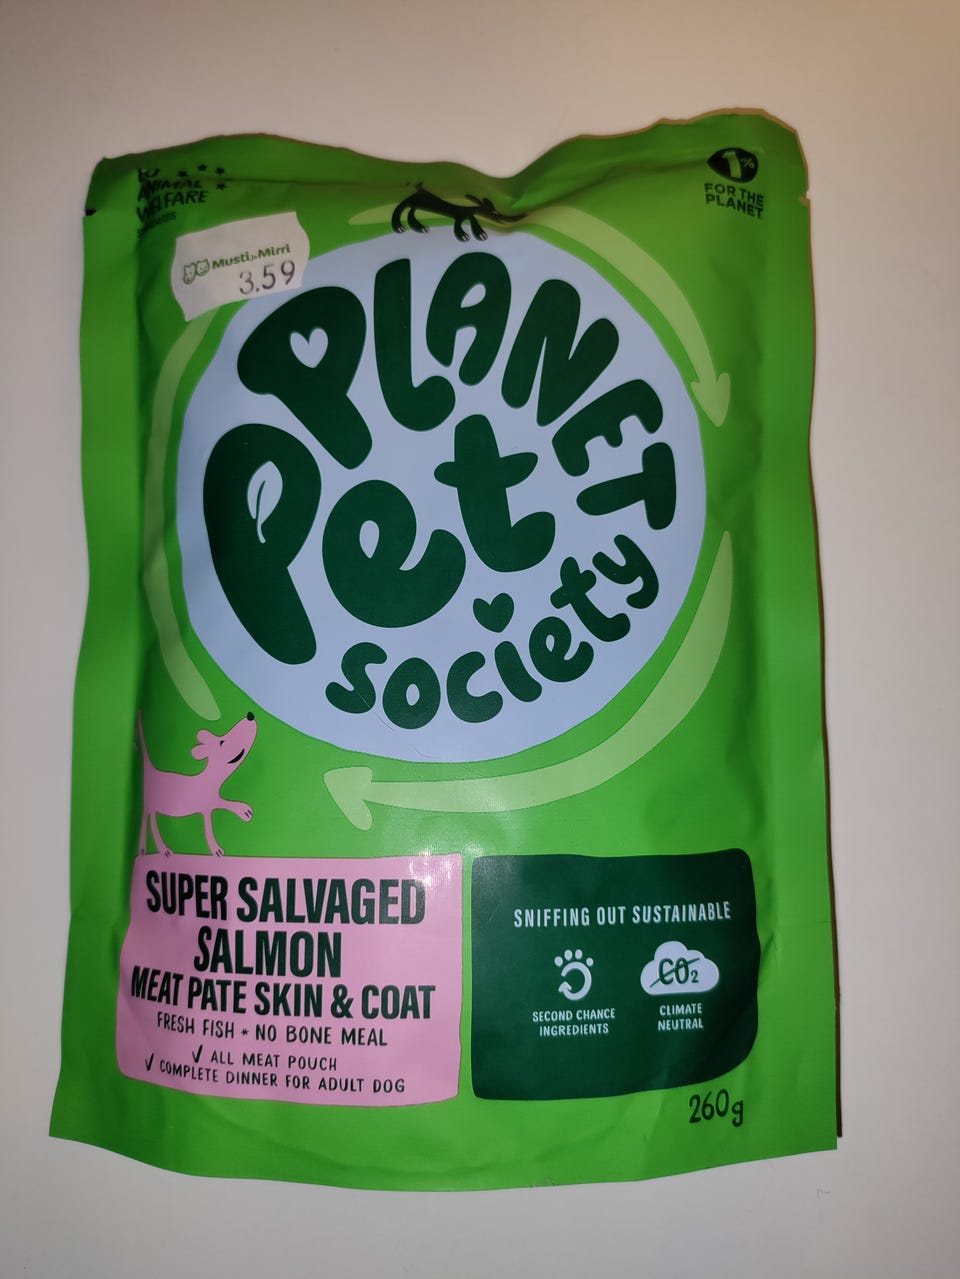 EU
ANIMAL
WELFARE
1%
FOR THE
PLANET
Musti ja Mirri
3.59
PLANET
Pet
society
SUPER SALVAGED
SALMON
MEAT PATE SKIN & COAT
FRESH FISH * NO BONE MEAL
✓ ALL MEAT POUCH
✓ COMPLETE DINNER FOR ADULT DOG
SNIFFING OUT SUSTAINABLE
SECOND CHANCE
INGREDIENTS
CO₂
CLIMATE
NEUTRAL
260g